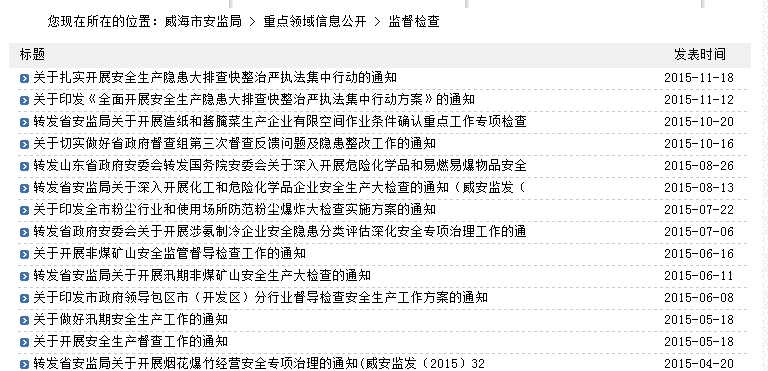 您现在所在的位置：威海市安监局 > 重点领域信息公开 > 监督检查
标题 发表时间
关于扎实开展安全生产隐患大排查快整治严执法集中行动的通知 2015-11-18
关于印发《全面开展安全生产隐患大排查快整治严执法集中行动方案》的通知 2015-11-12
转发省安监局关于开展造纸和酱腌菜生产企业有限空间作业条件确认重点工作专项检查 2015-10-20
关于切实做好省政府督查组第三次督查反馈问题及隐患整改工作的通知 2015-10-16
转发山东省政府安委会转发国务院安委会关于深入开展危险化学品和易燃易爆物品安全 2015-08-26
转发省安监局关于深入开展化工和危险化学品企业安全生产大检查的通知（威安监发（ 2015-08-13
关于印发全市粉尘行业和使用场所防范粉尘爆炸大检查实施方案的通知 2015-07-22
转发省政府安委会关于开展涉氨制冷企业安全隐患分类评估深化安全专项治理工作的通 2015-07-06
关于开展非煤矿山安全监管督导检查工作的通知 2015-06-16
转发省安监局关于开展汛期非煤矿山安全生产大检查的通知 2015-06-11
关于印发市政府领导包区市（开发区）分行业督导检查安全生产工作方案的通知 2015-06-08
关于做好汛期安全生产工作的通知 2015-05-18
关于开展安全生产督查工作的通知 2015-05-18
转发省安监局关于开展烟花爆竹经营安全专项治理的通知(威安监发（2015）32 2015-04-20